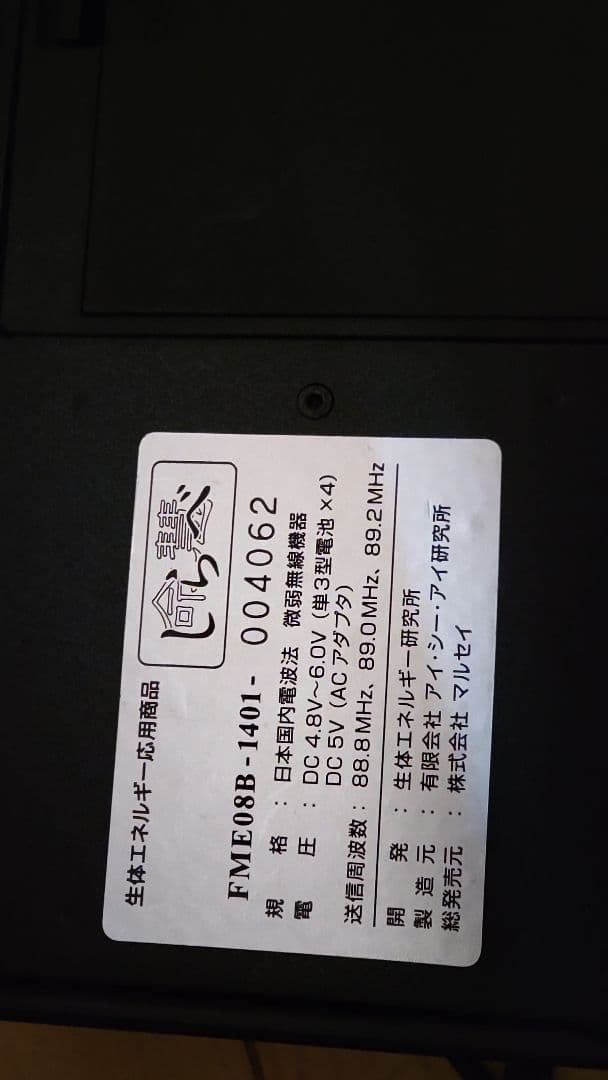 生体エネルギー応用商品
しらべ
FME08B-1401- 004062
規 格 : 日本国内電波法 微弱無線機器
電 圧 : DC 4.8V～6.0V (単3型電池 ×4)
DC 5V (ACアダプタ)
送信周波数 : 88.8MHz、89.0MHz、89.2MHz
開 発 : 生体エネルギー研究所
製 造 元 : 有限会社 アイ・シー・アイ研究所
総発売元 : 株式会社 マルセイ